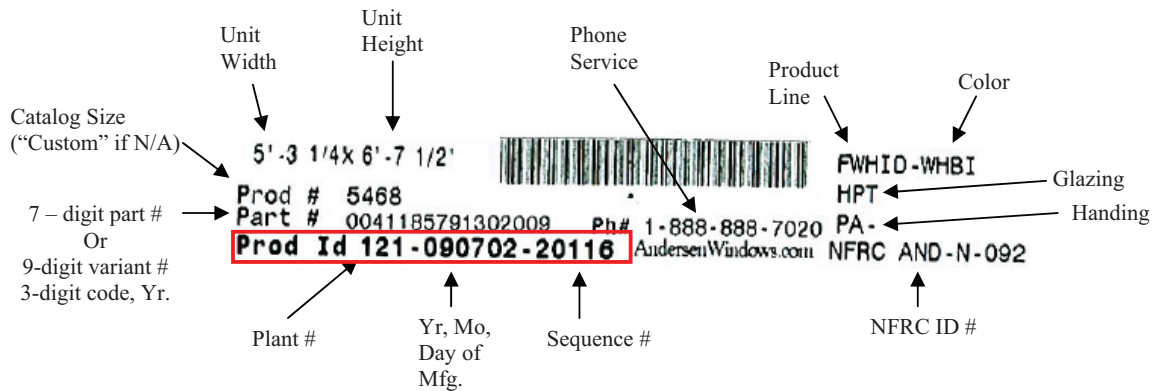 Unit
Width
Unit
Height
Phone
Service
Product
Line
Color
Catalog Size
(“Custom” if N/A)
5'-3 1/4X 6'-7 1/2'
FWHID-WHBI
Prod # 5468
HPT
Glazing
7 – digit part #
Or
9-digit variant #
3-digit code, Yr.
Part # 0041185791302009
Ph# 1-888-888-7020
PA-
Handing
Prod Id 121-090702-20116
AndersenWindows.com
NFRC AND-N-092
Plant #
Yr, Mo,
Day of
Mfg.
Sequence #
NFRC ID #